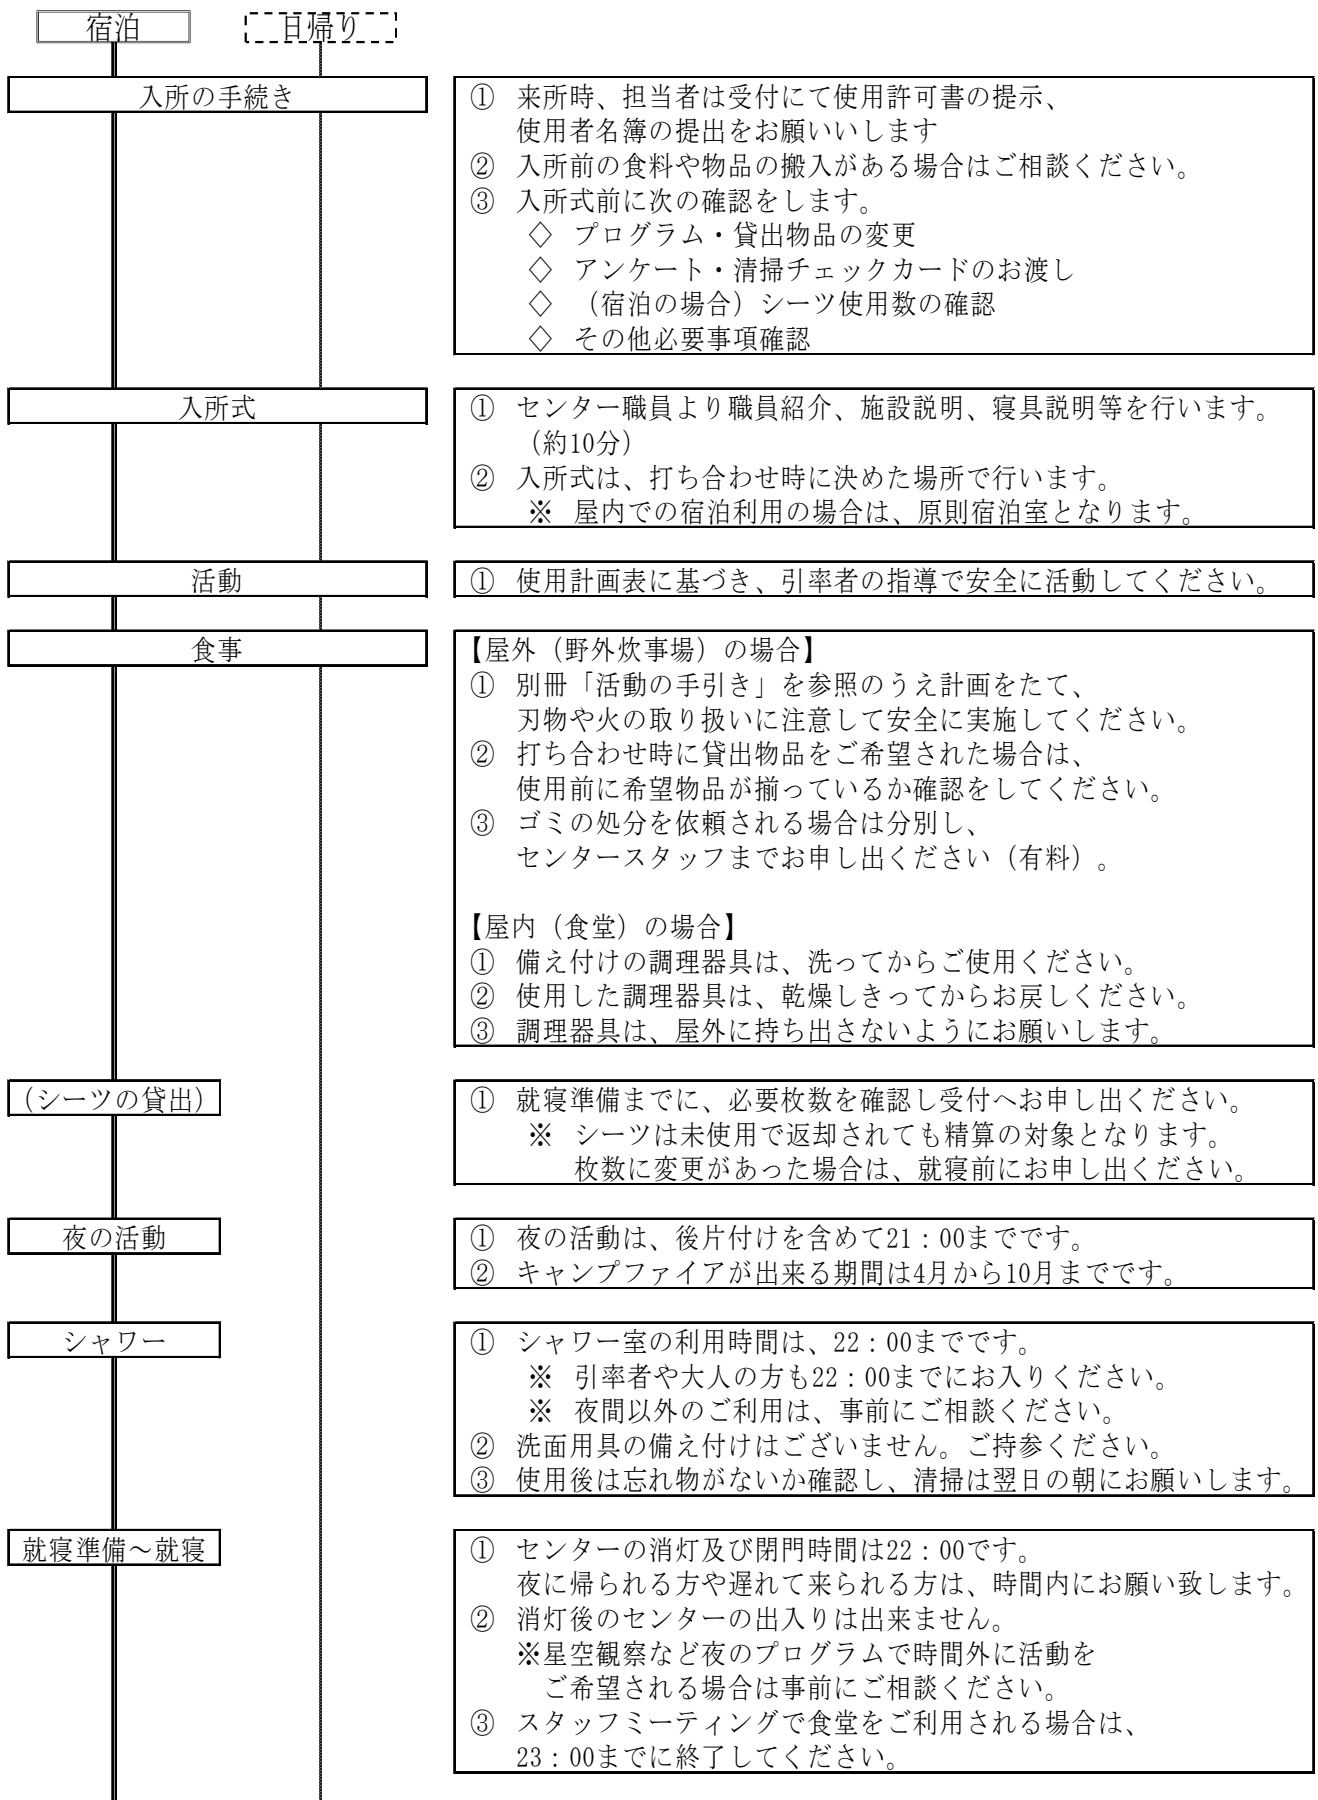 宿泊
日帰り
入所の手続き
① 来所時、担当者は受付にて使用許可書の提示、
使用者名簿の提出をお願いいします
② 入所前の食料や物品の搬入がある場合はご相談ください。
③ 入所式前に次の確認をします。
◇ プログラム・貸出物品の変更
◇ アンケート・清掃チェックカードのお渡し
◇ （宿泊の場合）シーツ使用数の確認
◇ その他必要事項確認
入所式
① センター職員より職員紹介、施設説明、寝具説明等を行います。
（約10分）
② 入所式は、打ち合わせ時に決めた場所で行います。
※ 屋内での宿泊利用の場合は、原則宿泊室となります。
活動
① 使用計画表に基づき、引率者の指導で安全に活動してください。
食事
【屋外（野外炊事場）の場合】
① 別冊「活動の手引き」を参照のうえ計画をたて、
刃物や火の取り扱いに注意して安全に実施してください。
② 打ち合わせ時に貸出物品をご希望された場合は、
使用前に希望物品が揃っているか確認をしてください。
③ ゴミの処分を依頼される場合は分別し、
センタースタッフまでお申し出ください（有料）。
【屋内（食堂）の場合】
① 備え付けの調理器具は、洗ってからご使用ください。
② 使用した調理器具は、乾燥しきってからお戻しください。
③ 調理器具は、屋外に持ち出さないようにお願いします。
（シーツの貸出）
① 就寝準備までに、必要枚数を確認し受付へお申し出ください。
※ シーツは未使用で返却されても精算の対象となります。
枚数に変更があった場合は、就寝前にお申し出ください。
夜の活動
① 夜の活動は、後片付けを含めて21：00までです。
② キャンプファイアが出来る期間は4月から10月までです。
シャワー
① シャワー室の利用時間は、22：00までです。
※ 引率者や大人の方も22：00までにお入りください。
※ 夜間以外のご利用は、事前にご相談ください。
② 洗面用具の備え付けはございません。ご持参ください。
③ 使用後は忘れ物がないか確認し、清掃は翌日の朝にお願いします。
就寝準備～就寝
① センターの消灯及び閉門時間は22：00です。
夜に帰られる方や遅れて来られる方は、時間内にお願い致します。
② 消灯後のセンターの出入りは出来ません。
※星空観察など夜のプログラムで時間外に活動を
ご希望される場合は事前にご相談ください。
③ スタッフミーティングで食堂をご利用される場合は、
23：00までに終了してください。